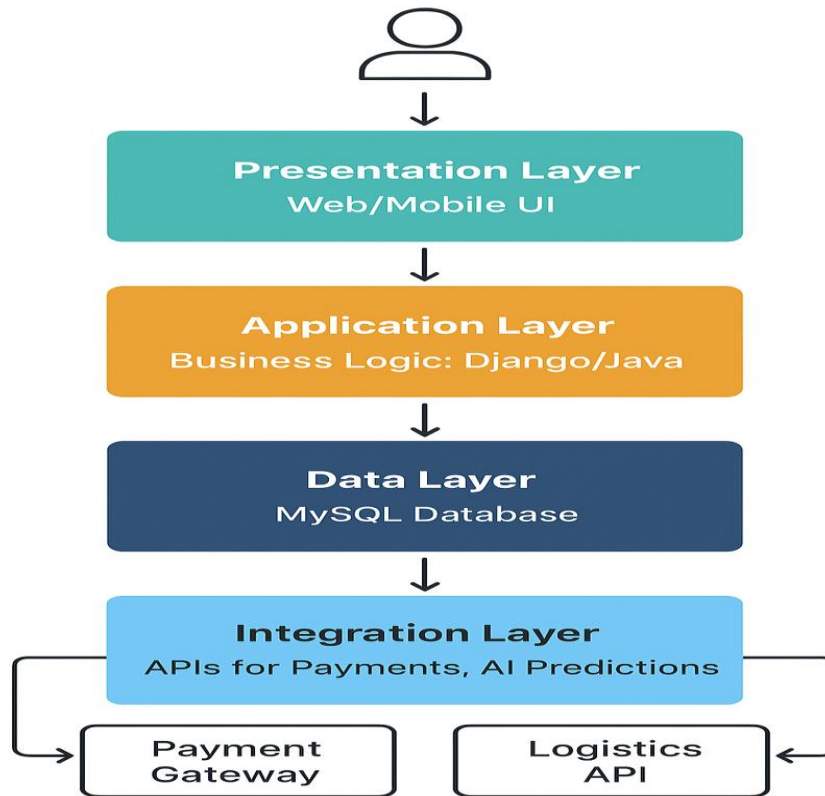 Presentation Layer
Web/Mobile UI
Application Layer
Business Logic: Django/Java
Data Layer
MySQL Database
Integration Layer
APIs for Payments, AI Predictions
Payment
Gateway
Logistics
API